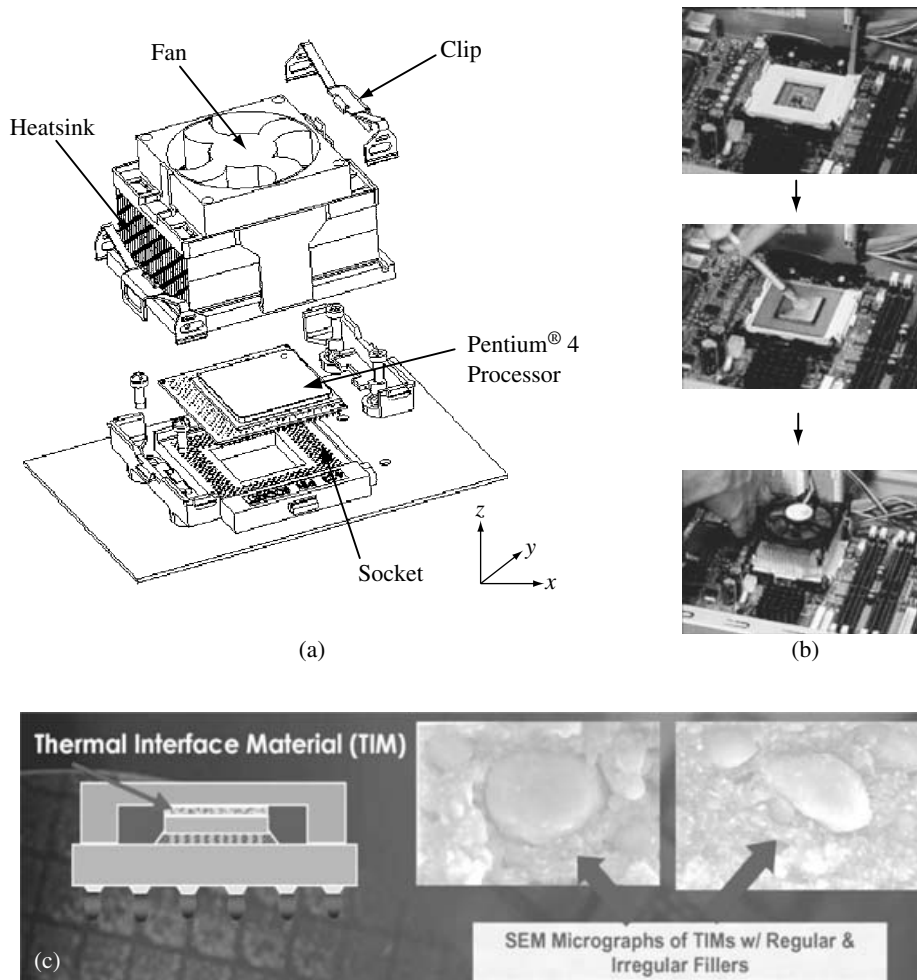 Fan
Clip
Heatsink
Pentium® 4
Processor
Socket
z
y
x
(a)
(b)
Thermal Interface Material (TIM)
SEM Micrographs of TIMs w/ Regular &
Irregular Fillers
(c)